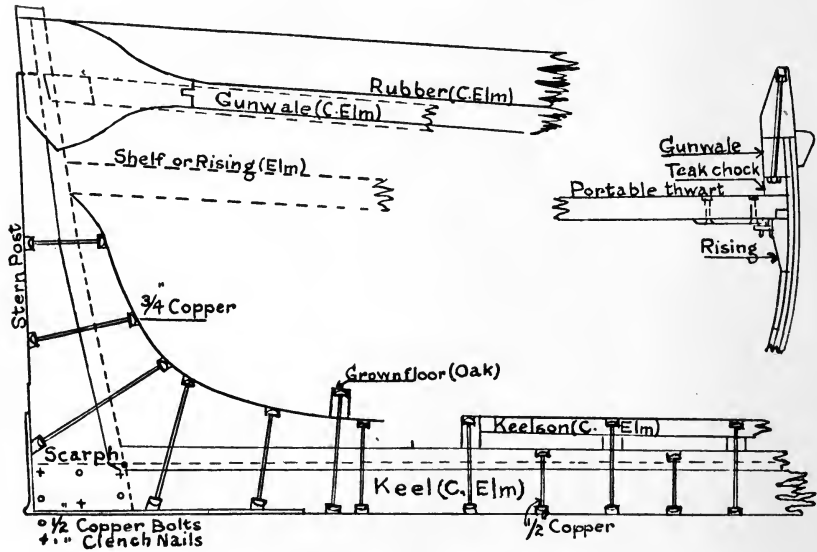 Rubber (C.Elm)
Gunwale (C.Elm)
Shelf or Rising (Elm)
Stern Post
3/4" Copper
Grownfloor (Oak)
Keelson (C. Elm)
Scarph
Keel (C. Elm)
o 1/2" Copper Bolts
+ " " Clench Nails
1/2" Copper
Gunwale
Teak chock
Portable thwart
Rising